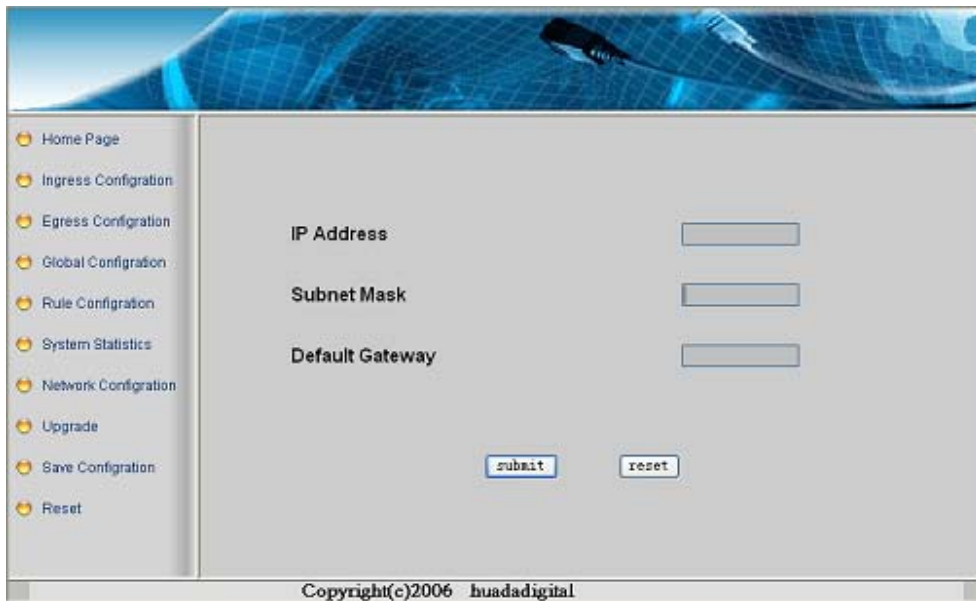 Home Page
Ingress Configration
Egress Configration
Global Configration
Rule Configration
System Statistics
Network Configration
Upgrade
Save Configration
Reset
IP Address
Subnet Mask
Default Gateway
submit reset
Copyright(c)2006 huadadigital